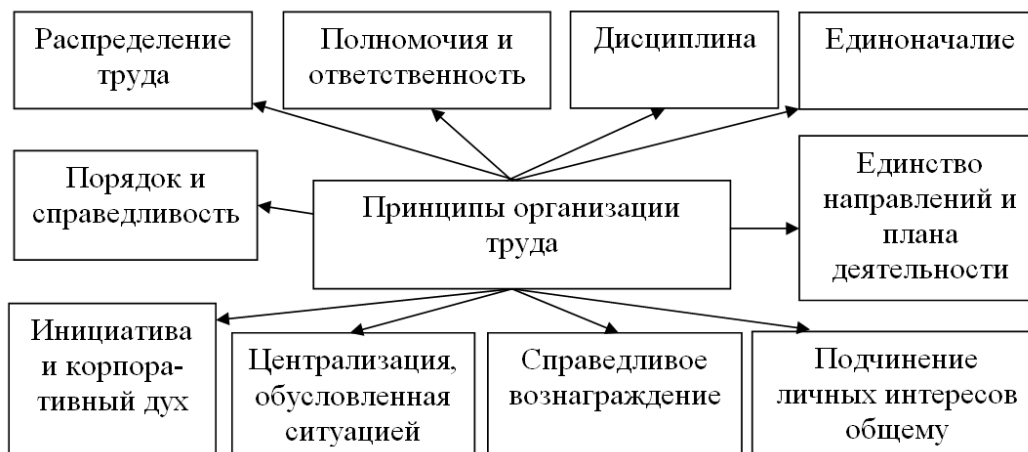 Распределение
труда
Полномочия и
ответственность
Дисциплина
Единоначалие
Порядок и
справедливость
Принципы организации
труда
Единство
направлений и
плана
деятельности
Инициатива
и корпора-
тивный дух
Централизация,
обусловленная
ситуацией
Справедливое
вознаграждение
Подчинение
личных интересов
общему